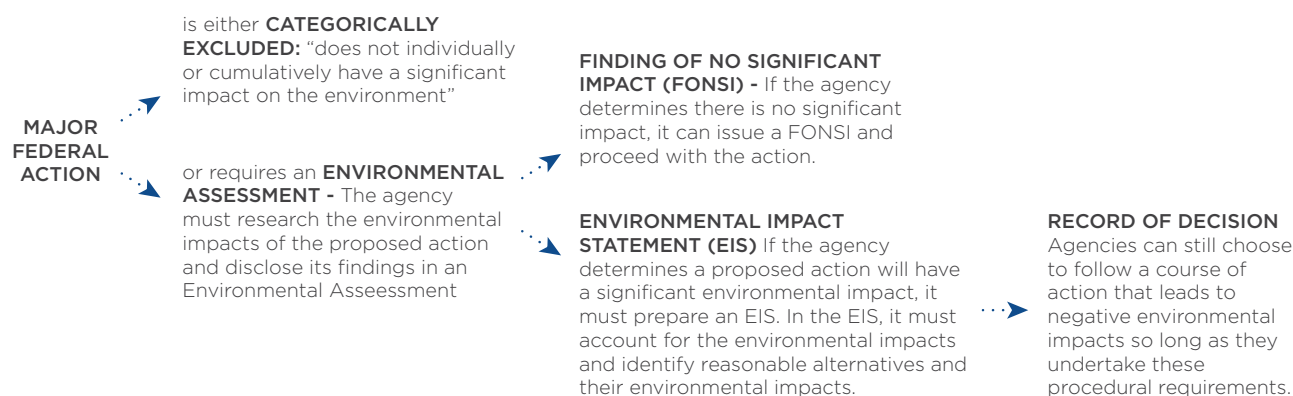 MAJOR
FEDERAL
ACTION
is either CATEGORICALLY
EXCLUDED: “does not individually
or cumulatively have a significant
impact on the environment”
or requires an ENVIRONMENTAL
ASSESSMENT - The agency
must research the environmental
impacts of the proposed action
and disclose its findings in an
Environmental Asseessment
FINDING OF NO SIGNIFICANT
IMPACT (FONSI) - If the agency
determines there is no significant
impact, it can issue a FONSI and
proceed with the action.
ENVIRONMENTAL IMPACT
STATEMENT (EIS) If the agency
determines a proposed action will have
a significant environmental impact, it
must prepare an EIS. In the EIS, it must
account for the environmental impacts
and identify reasonable alternatives and
their environmental impacts.
RECORD OF DECISION
Agencies can still choose
to follow a course of
action that leads to
negative environmental
impacts so long as they
undertake these
procedural requirements.